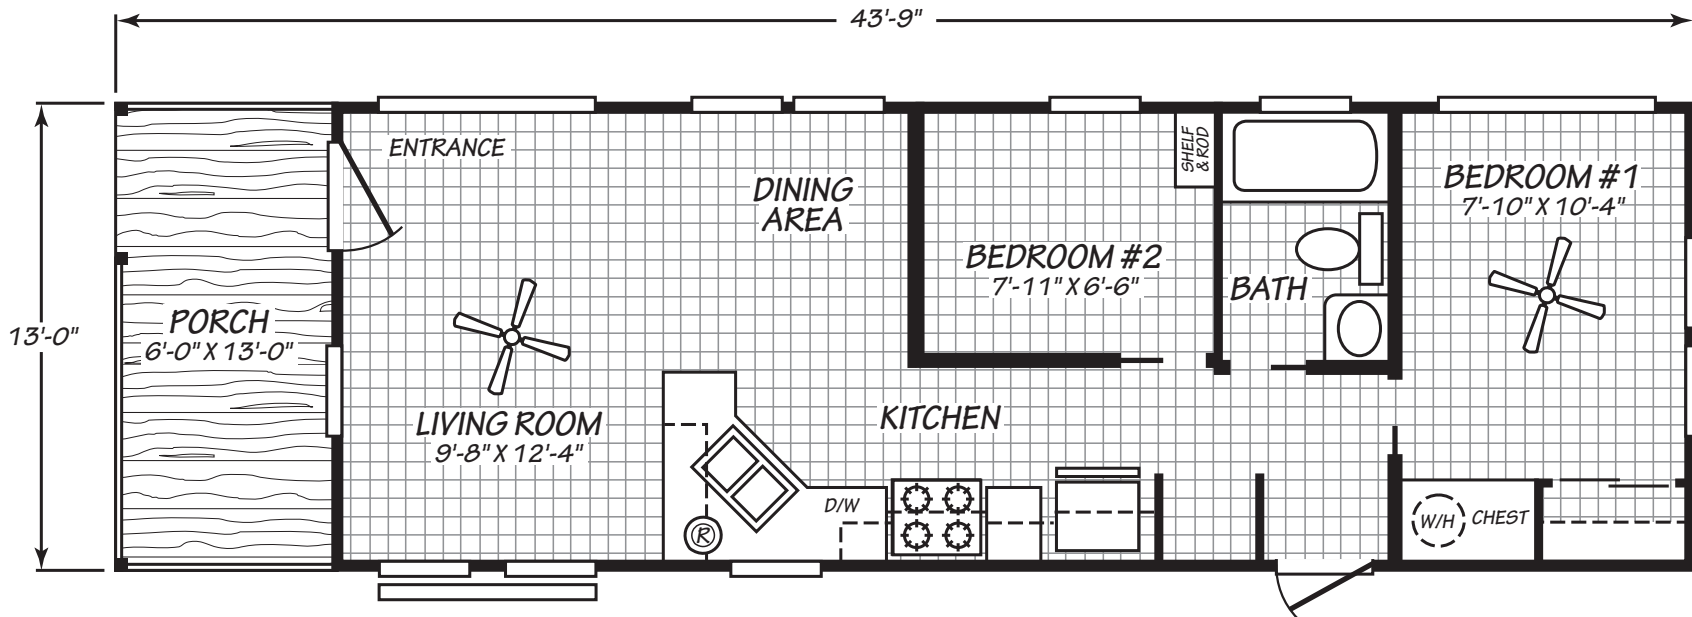 43'-9"
13'-0"
PORCH
6'-0" X 13'-0"
ENTRANCE
LIVING ROOM
9'-8" X 12'-4"
DINING
AREA
KITCHEN
R
D/W
BEDROOM #2
7'-11" X 6'-6"
SHELF
& ROD
BATH
BEDROOM #1
7'-10" X 10'-4"
W/H
CHEST